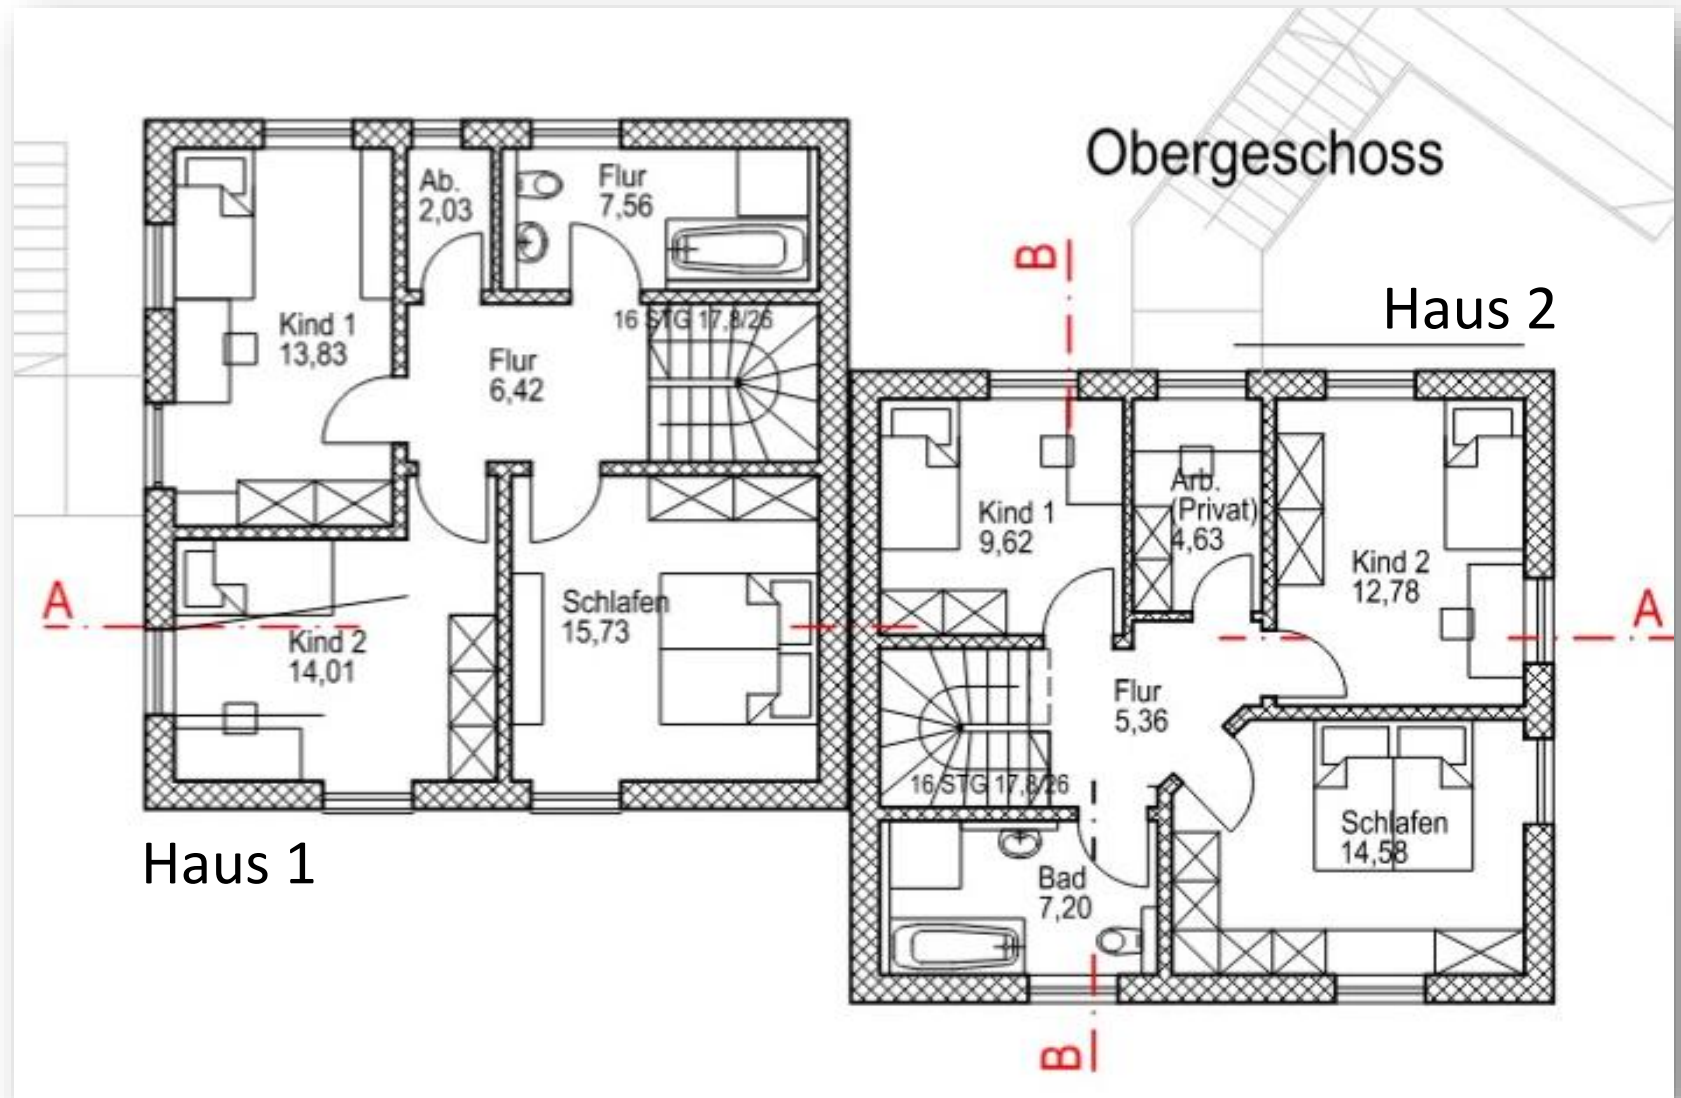 Obergeschoss
Ab.
2,03
Flur
7,56
Kind 1
13,83
16 STG 17,8/26
Flur
6,42
A
Kind 2
14,01
Schlafen
15,73
Haus 1
B
Haus 2
Kind 1
9,62
Arb.
(Privat)
4,63
Kind 2
12,78
A
Flur
5,36
16 STG 17,8/26
Schlafen
14,58
Bad
7,20
B